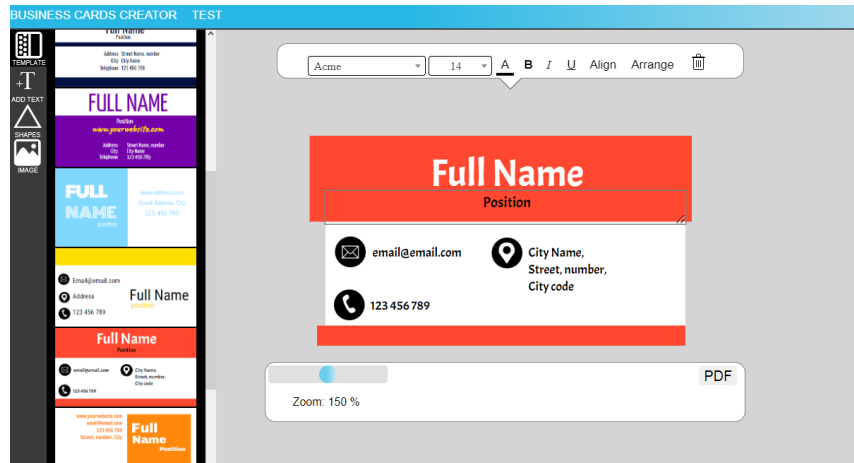 BUSINESS CARDS CREATOR TEST
TEMPLATE
+T
ADD TEXT
SHAPES
IMAGE
Full Name
Position
Address Street Name, number
City City Name
Telephone 123 456 789
FULL NAME
Position
www.yourwebsite.com
Address Street Name, number
City City Name
Telephone 123 456 789
FULL
NAME
position
www.address.com
Street Address, City
123 456 789
Email@email.com
Address
123 456 789
Full Name
position
Full Name
Position
email@email.com
City Name,
Street, number,
City code
123 456 789
www.yourwebsite.com
email@email.com
123 456 789
Street, number, City
Full
Name
Position
Acme 14 A B I U Align Arrange
Full Name
Position
email@email.com
City Name,
Street, number,
City code
123 456 789
PDF
Zoom: 150 %